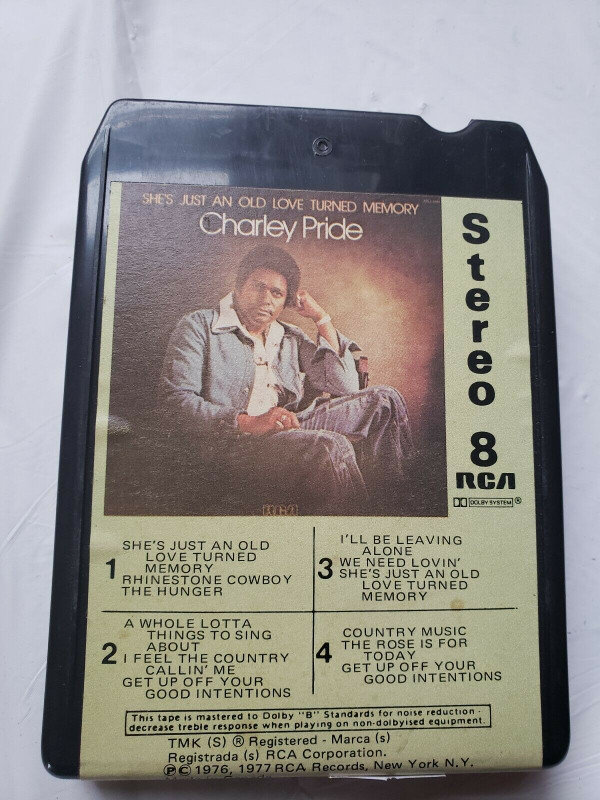 SHE'S JUST AN OLD LOVE TURNED MEMORY
Charley Pride
Stereo 8
RCA
DOLBY SYSTEM ®
RCA
1
SHE'S JUST AN OLD
LOVE TURNED
MEMORY
RHINESTONE COWBOY
THE HUNGER
2
A WHOLE LOTTA
THINGS TO SING
ABOUT
I FEEL THE COUNTRY
CALLIN' ME
GET UP OFF YOUR
GOOD INTENTIONS
3
I'LL BE LEAVING
ALONE
WE NEED LOVIN'
SHE'S JUST AN OLD
LOVE TURNED
MEMORY
4
COUNTRY MUSIC
THE ROSE IS FOR
TODAY
GET UP OFF YOUR
GOOD INTENTIONS
This tape is mastered to Dolby "B" Standards for noise reduction -
decrease treble response when playing on non-dolbyised equipment.
TMK (S) ® Registered - Marca (s)
Registrada (s) RCA Corporation.
℗© 1976, 1977 RCA Records, New York N.Y.